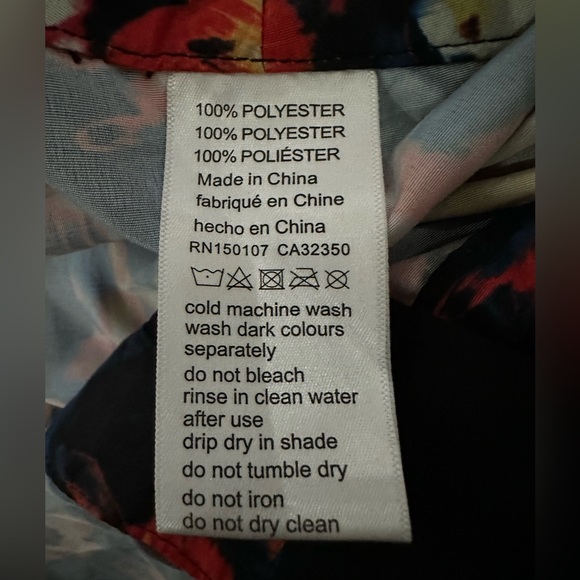 100% POLYESTER
100% POLYESTER
100% POLIÉSTER
Made in China
fabriqué en Chine
hecho en China
RN150107 CA32350
cold machine wash
wash dark colours
separately
do not bleach
rinse in clean water
after use
drip dry in shade
do not tumble dry
do not iron
do not dry clean